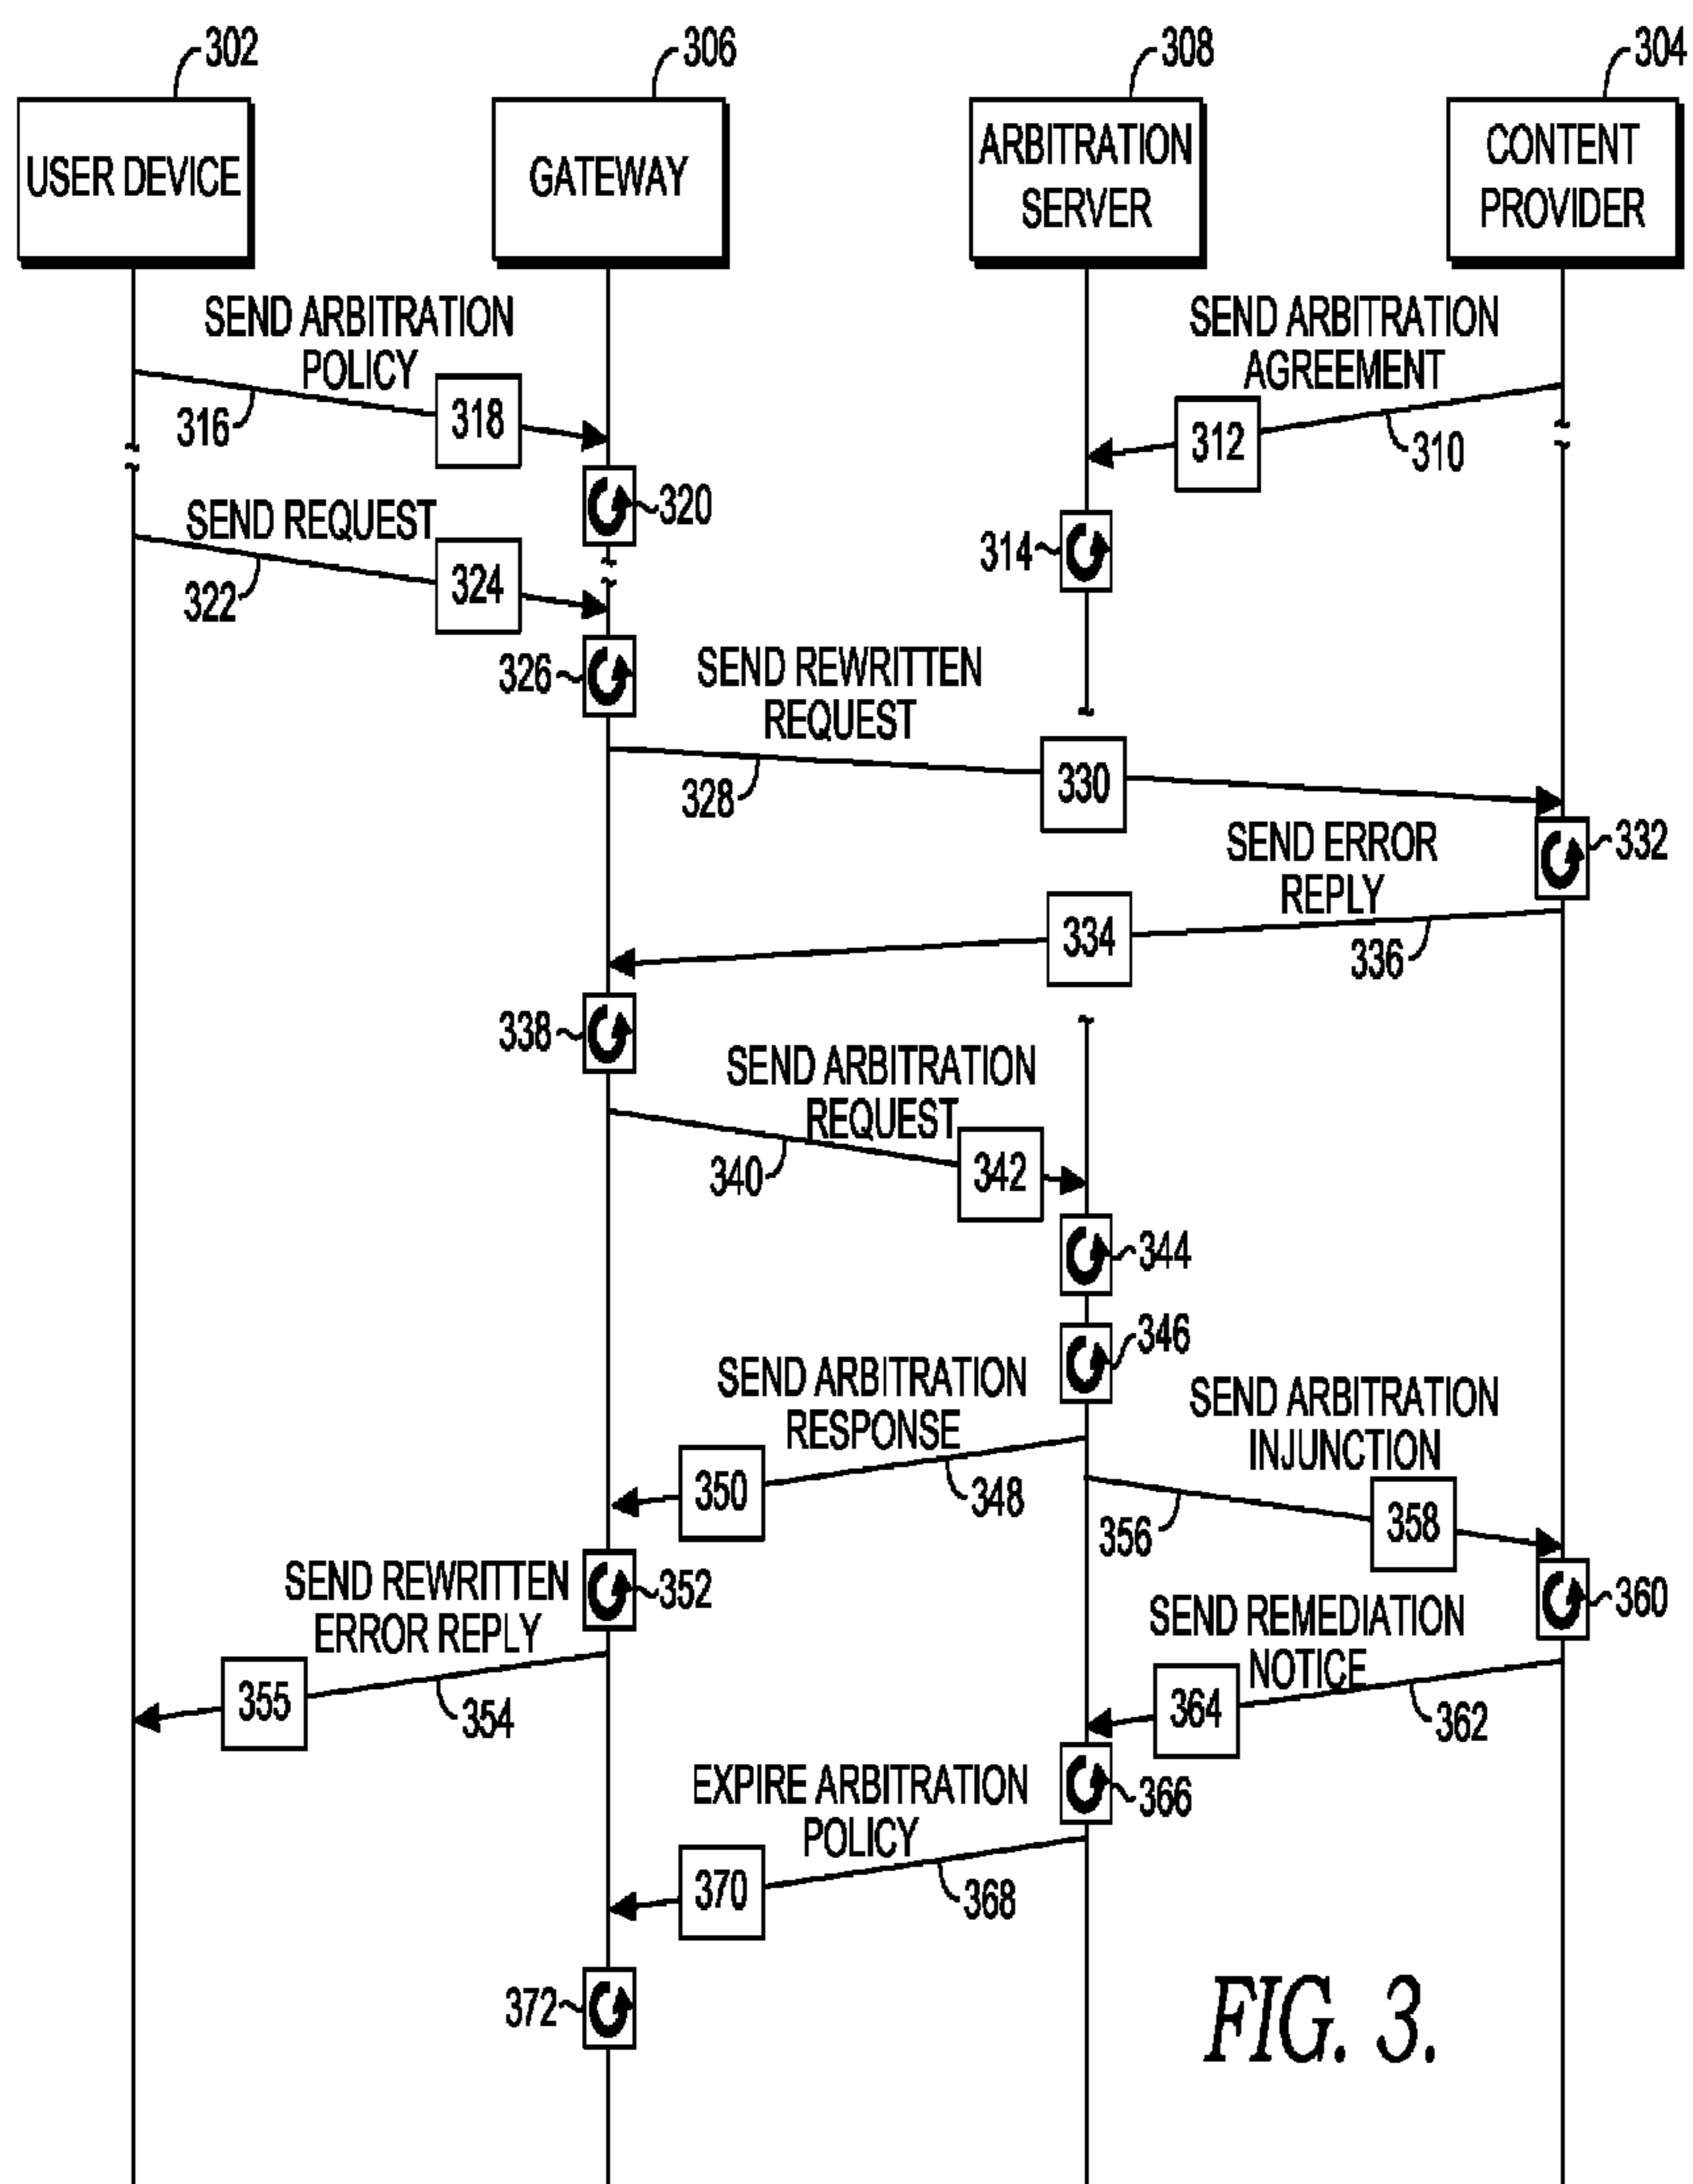 302
306
308
304
USER DEVICE
GATEWAY
ARBITRATION
SERVER
CONTENT
PROVIDER
SEND ARBITRATION
POLICY
316
318
SEND ARBITRATION
AGREEMENT
312
310
320
SEND REQUEST
322
324
314
326
SEND REWRITTEN
REQUEST
328
330
332
SEND ERROR
REPLY
334
336
338
SEND ARBITRATION
REQUEST
340
342
344
346
SEND ARBITRATION
RESPONSE
350
348
SEND ARBITRATION
INJUNCTION
356
358
352
360
SEND REWRITTEN
ERROR REPLY
355
354
SEND REMEDIATION
NOTICE
364
362
366
EXPIRE ARBITRATION
POLICY
370
368
372
FIG. 3.